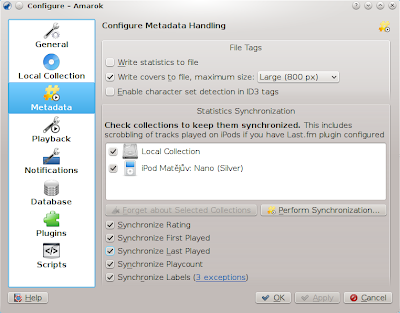 Configure – Amarok
General
Local Collection
Metadata
Playback
Notifications
Database
Plugins
Scripts
Configure Metadata Handling
File Tags
Write statistics to file
Write covers to file, maximum size: Large (800 px)
Enable character set detection in ID3 tags
Statistics Synchronization
Check collections to keep them synchronized. This includes
scrobbling of tracks played on iPods if you have Last.fm plugin configured
Local Collection
iPod Matějův: Nano (Silver)
Forget about Selected Collections
Perform Synchronization...
Synchronize Rating
Synchronize First Played
Synchronize Last Played
Synchronize Playcount
Synchronize Labels (3 exceptions)
Help
OK
Apply
Cancel